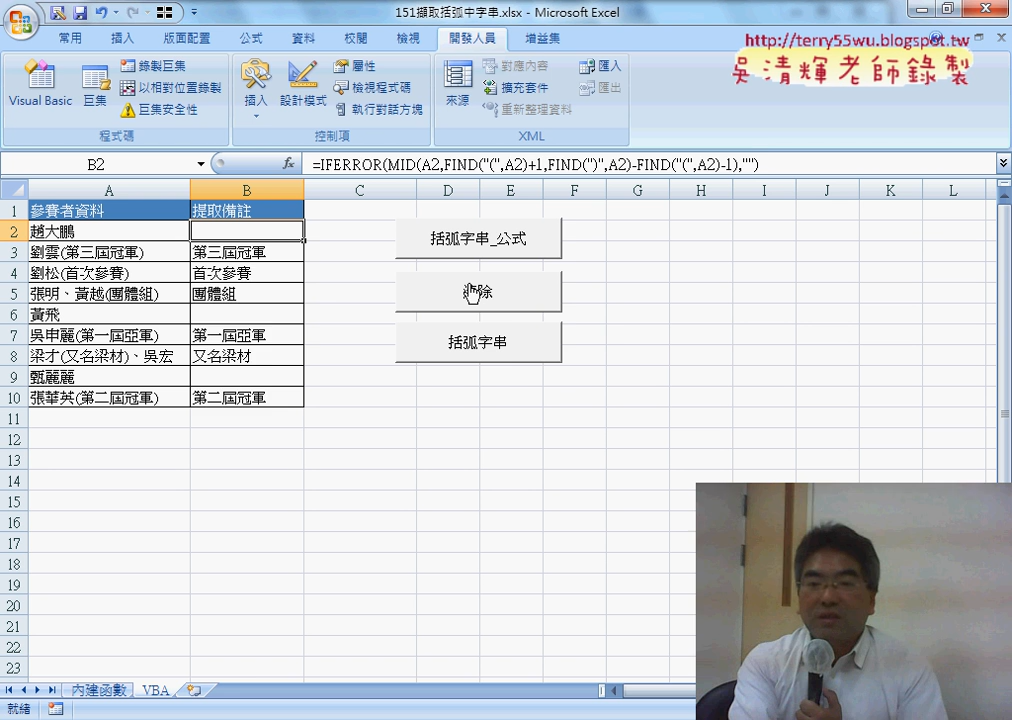 151擷取括弧中字串.xlsx - Microsoft Excel
常用 插入 版面配置 公式 資料 校閱 檢視 開發人員 增益集
http://terry55wu.blogspot.tw
吳清輝老師錄製
Visual Basic 巨集 錄製巨集 以相對位置錄製 巨集安全性 程式碼
插入 設計模式 屬性 檢視程式碼 執行對話方塊 控制項
來源 對應內容 擴充套件 重新整理資料 匯入 匯出 XML
B2 fx =IFERROR(MID(A2,FIND("(",A2)+1,FIND(")",A2)-FIND("(",A2)-1),"")
A B C D E F G H I J K L
1 參賽者資料 提取備註
2 趙大鵬
3 劉雲(第三屆冠軍) 第三屆冠軍
4 劉松(首次參賽) 首次參賽
5 張明、黃越(團體組) 團體組
6 黃飛
7 吳申麗(第一屆亞軍) 第一屆亞軍
8 梁才(又名梁材)、吳宏 又名梁材
9 甄麗麗
10 張華英(第二屆冠軍) 第二屆冠軍
11
12
13
14
15
16
17
18
19
20
21
22
23
括弧字串_公式
括弧字串
內建函數 VBA
就緒